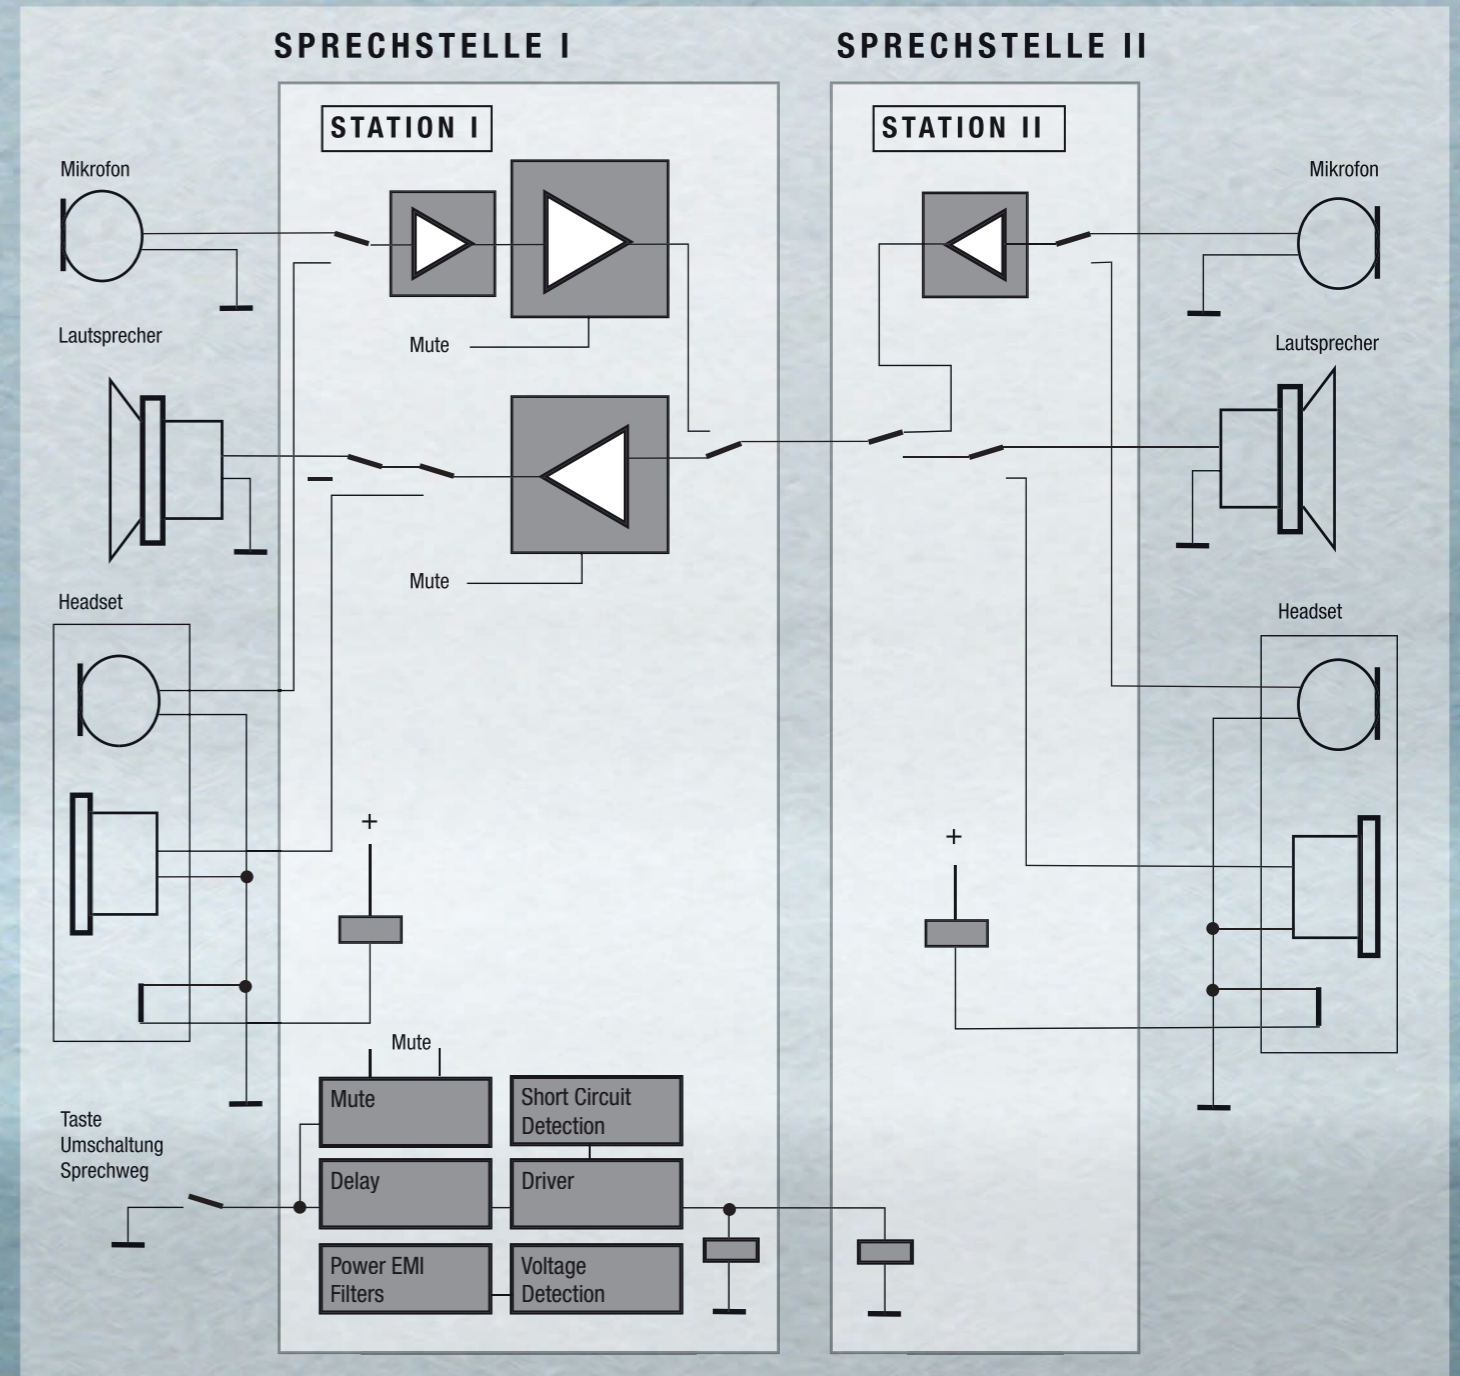 SPRECHSTELLE I
SPRECHSTELLE II
STATION I
STATION II
Mikrofon
Mikrofon
Lautsprecher
Mute
Lautsprecher
Mute
Headset
Headset
+
+
Mute
Mute
Short Circuit
Detection
Taste
Umschaltung
Sprechweg
Delay
Driver
Power EMI
Filters
Voltage
Detection